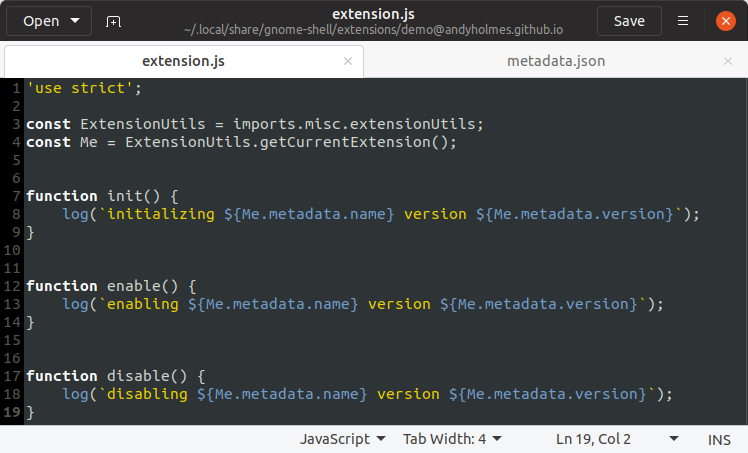 Open
extension.js
~/.local/share/gnome-shell/extensions/demo@andyholmes.github.io
Save
extension.js
metadata.json
1 'use strict';
2
3 const ExtensionUtils = imports.misc.extensionUtils;
4 const Me = ExtensionUtils.getCurrentExtension();
5
6
7 function init() {
8     log(`initializing ${Me.metadata.name} version ${Me.metadata.version}`);
9 }
10
11
12 function enable() {
13     log(`enabling ${Me.metadata.name} version ${Me.metadata.version}`);
14 }
15
16
17 function disable() {
18     log(`disabling ${Me.metadata.name} version ${Me.metadata.version}`);
19 }
JavaScript Tab Width: 4 Ln 19, Col 2 INS